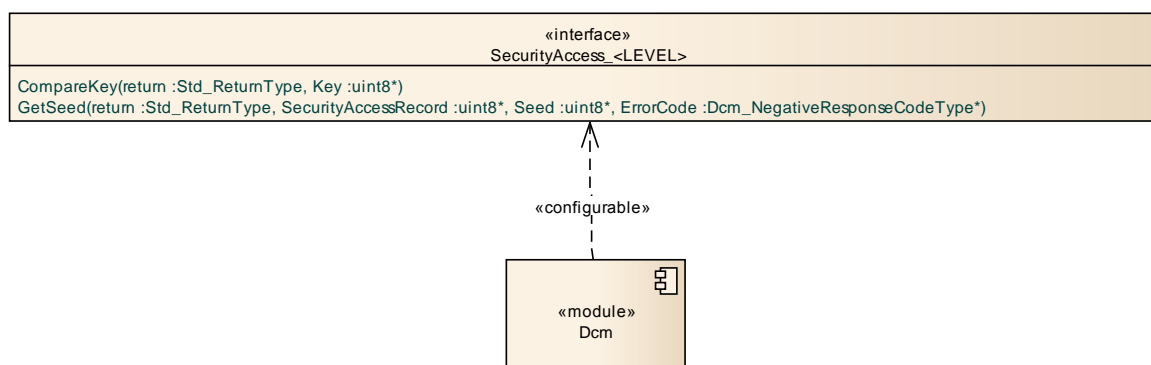 «interface»
SecurityAccess_<LEVEL>
CompareKey(return :Std_ReturnType, Key :uint8*)
GetSeed(return :Std_ReturnType, SecurityAccessRecord :uint8*, Seed :uint8*, ErrorCode :Dcm_NegativeResponseCodeType*)
«configurable»
«module»
Dcm